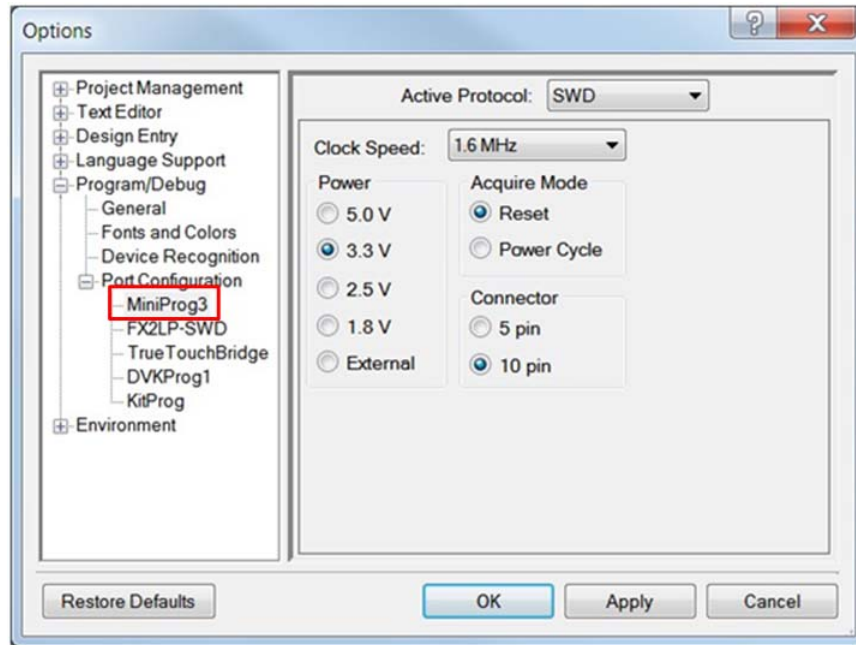 Options
Project Management
Text Editor
Design Entry
Language Support
Program/Debug
General
Fonts and Colors
Device Recognition
Port Configuration
MiniProg3
FX2LP-SWD
TrueTouchBridge
DVKProg1
KitProg
Environment
Active Protocol: SWD
Clock Speed: 1.6 MHz
Power
5.0 V
3.3 V
2.5 V
1.8 V
External
Acquire Mode
Reset
Power Cycle
Connector
5 pin
10 pin
Restore Defaults
OK
Apply
Cancel